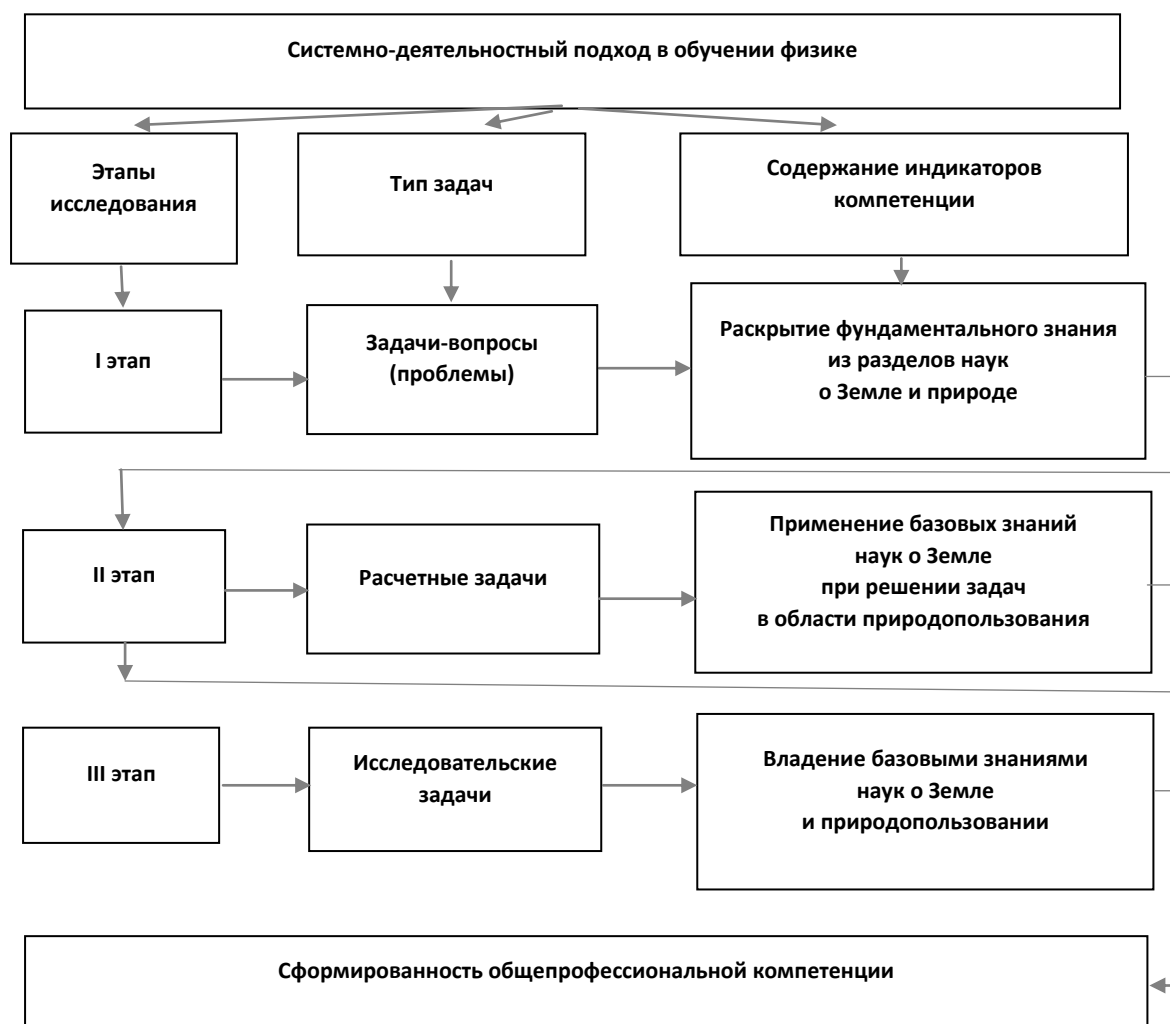 Системно-деятельностный подход в обучении физике
Этапы
исследования
Тип задач
Содержание индикаторов
компетенции
I этап
Задачи-вопросы
(проблемы)
Раскрытие фундаментального знания
из разделов наук
о Земле и природе
II этап
Расчетные задачи
Применение базовых знаний
наук о Земле
при решении задач
в области природопользования
III этап
Исследовательские
задачи
Владение базовыми знаниями
наук о Земле
и природопользовании
Сформированность общепрофессиональной компетенции